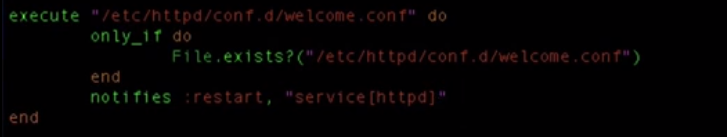 execute "/etc/httpd/conf.d/welcome.conf" do
only_if do
File.exists?("/etc/httpd/conf.d/welcome.conf")
end
notifies :restart, "service[httpd]"
end